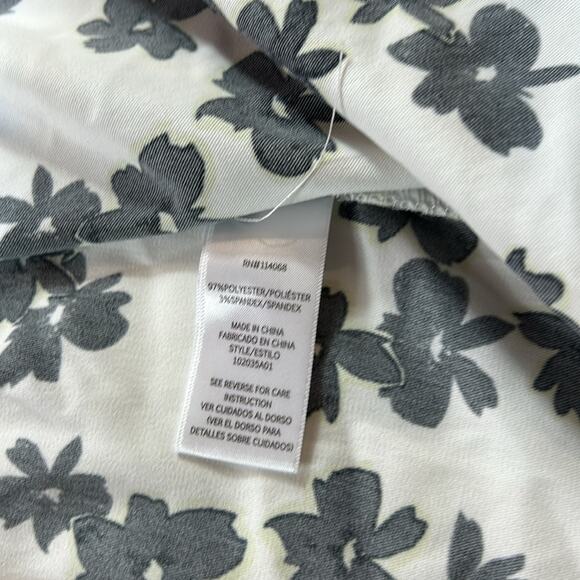 RN#114068
97%POLYESTER/POLIÉSTER
3%SPANDEX/SPANDEX
MADE IN CHINA
FABRICADO EN CHINA
STYLE/ESTILO
102035A01
SEE REVERSE FOR CARE
INSTRUCTION
VER CUIDADOS AL DORSO
(VER EL DORSO PARA
DETALLES SOBRE CUIDADOS)